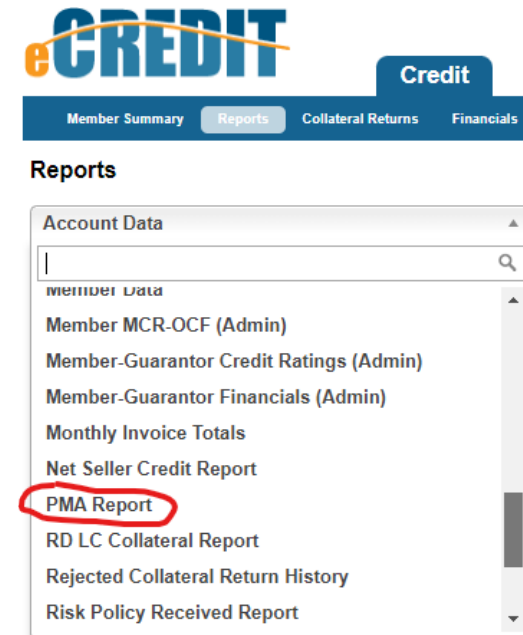 eCREDIT
Credit
Member Summary Reports Collateral Returns Financials
Reports
Account Data
Member Data
Member MCR-OCF (Admin)
Member-Guarantor Credit Ratings (Admin)
Member-Guarantor Financials (Admin)
Monthly Invoice Totals
Net Seller Credit Report
PMA Report
RD LC Collateral Report
Rejected Collateral Return History
Risk Policy Received Report